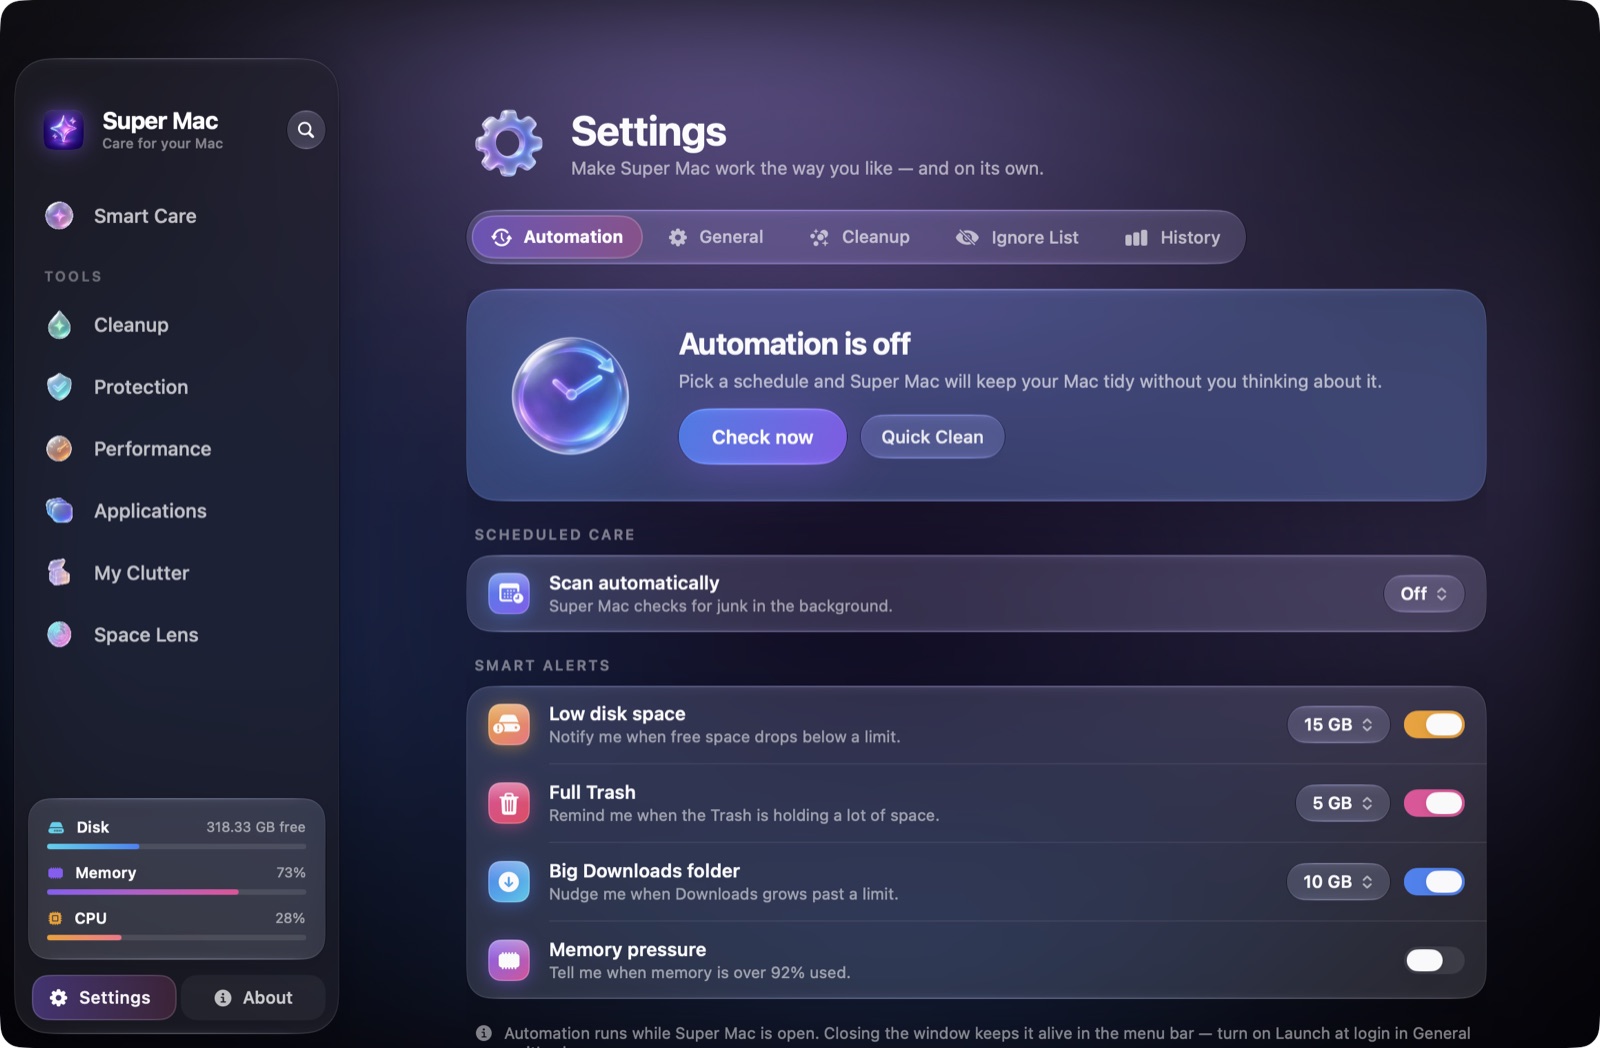 Super Mac
Care for your Mac
Smart Care
TOOLS
Cleanup
Protection
Performance
Applications
My Clutter
Space Lens
Disk 318.33 GB free
Memory 73%
CPU 28%
Settings About
Settings
Make Super Mac work the way you like — and on its own.
Automation General Cleanup Ignore List History
Automation is off
Pick a schedule and Super Mac will keep your Mac tidy without you thinking about it.
Check now Quick Clean
SCHEDULED CARE
Scan automatically
Super Mac checks for junk in the background.
Off
SMART ALERTS
Low disk space
Notify me when free space drops below a limit.
15 GB
Full Trash
Remind me when the Trash is holding a lot of space.
5 GB
Big Downloads folder
Nudge me when Downloads grows past a limit.
10 GB
Memory pressure
Tell me when memory is over 92% used.
Automation runs while Super Mac is open. Closing the window keeps it alive in the menu bar — turn on Launch at login in General